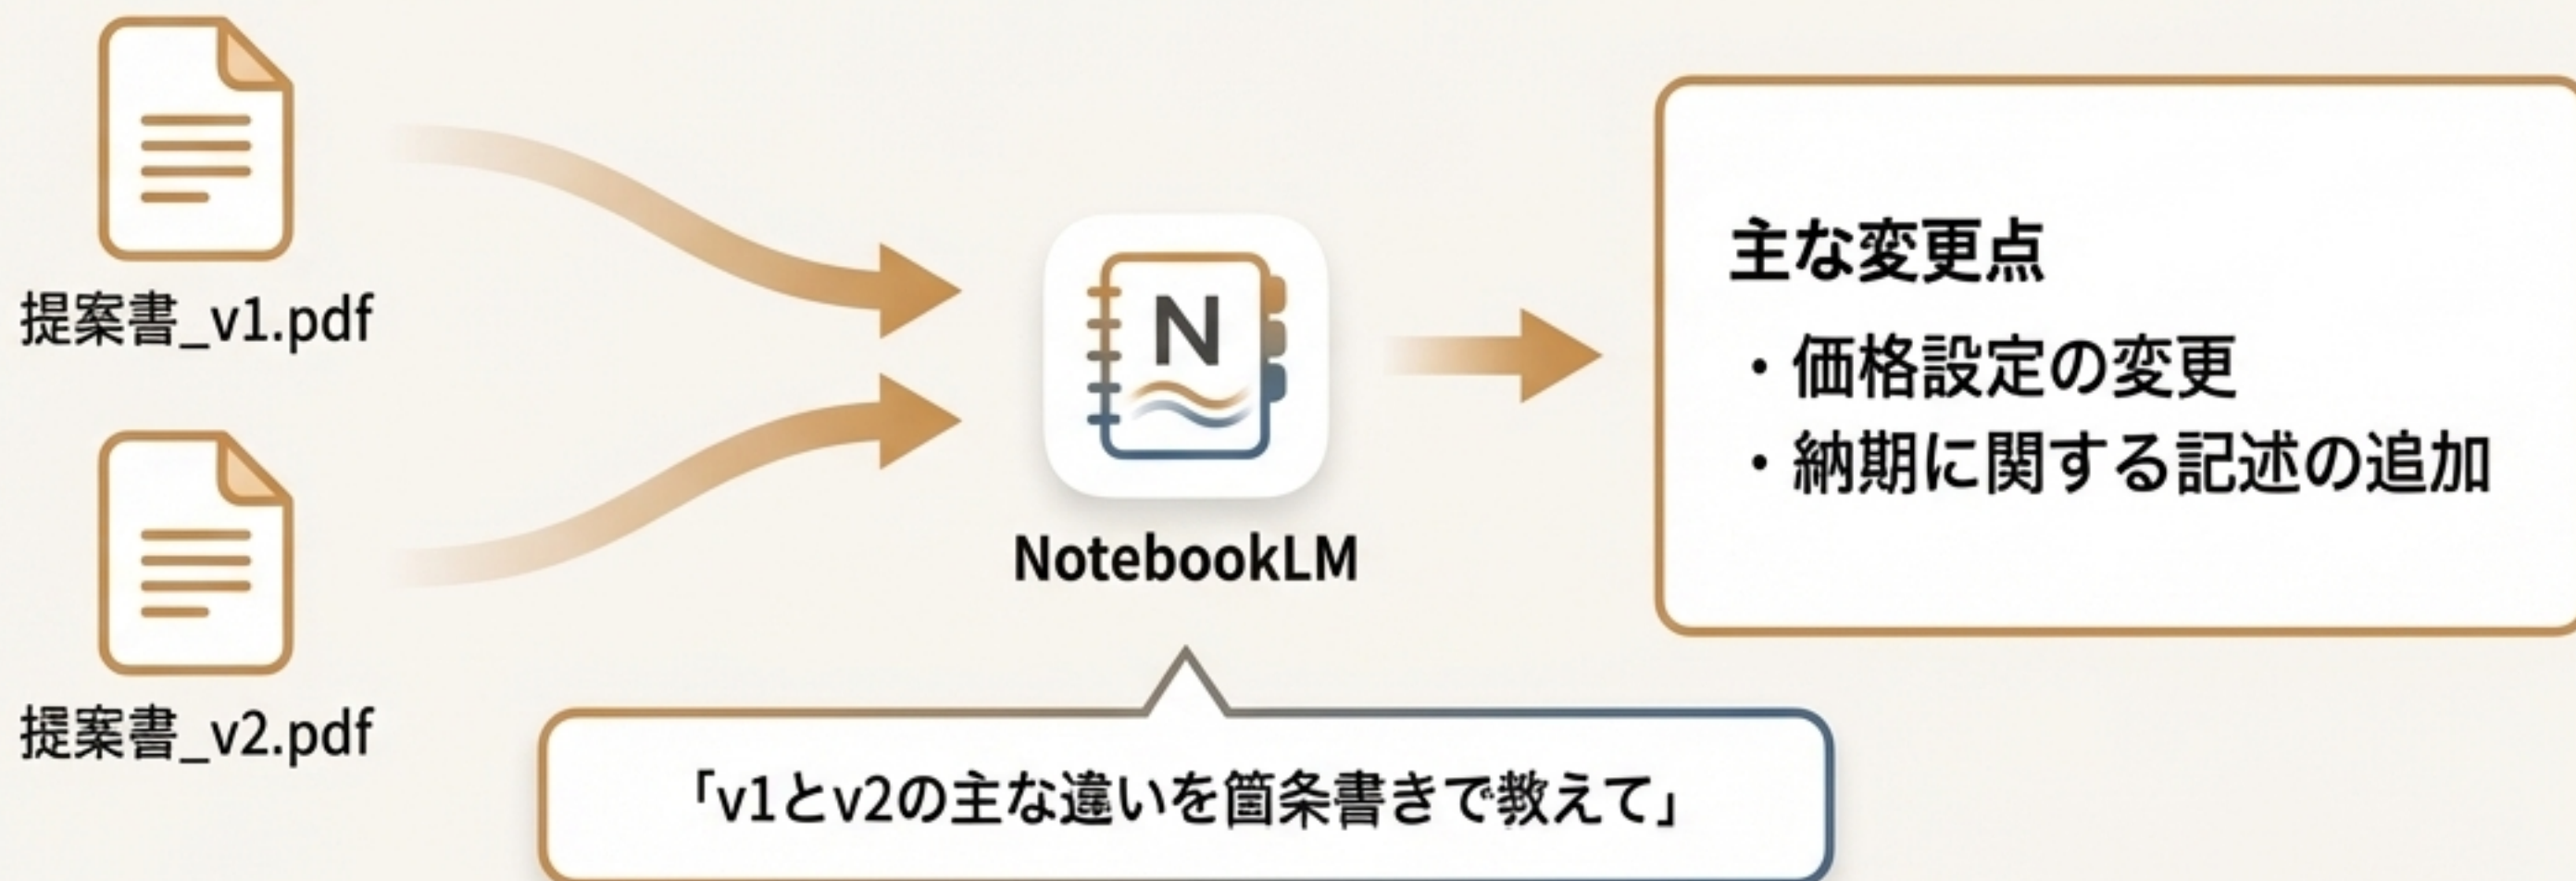 提案書_v1.pdf
提案書_v2.pdf
N
NotebookLM
「v1とv2の主な違いを箇条書きで教えて」
主な変更点
・価格設定の変更
・納期に関する記述の追加